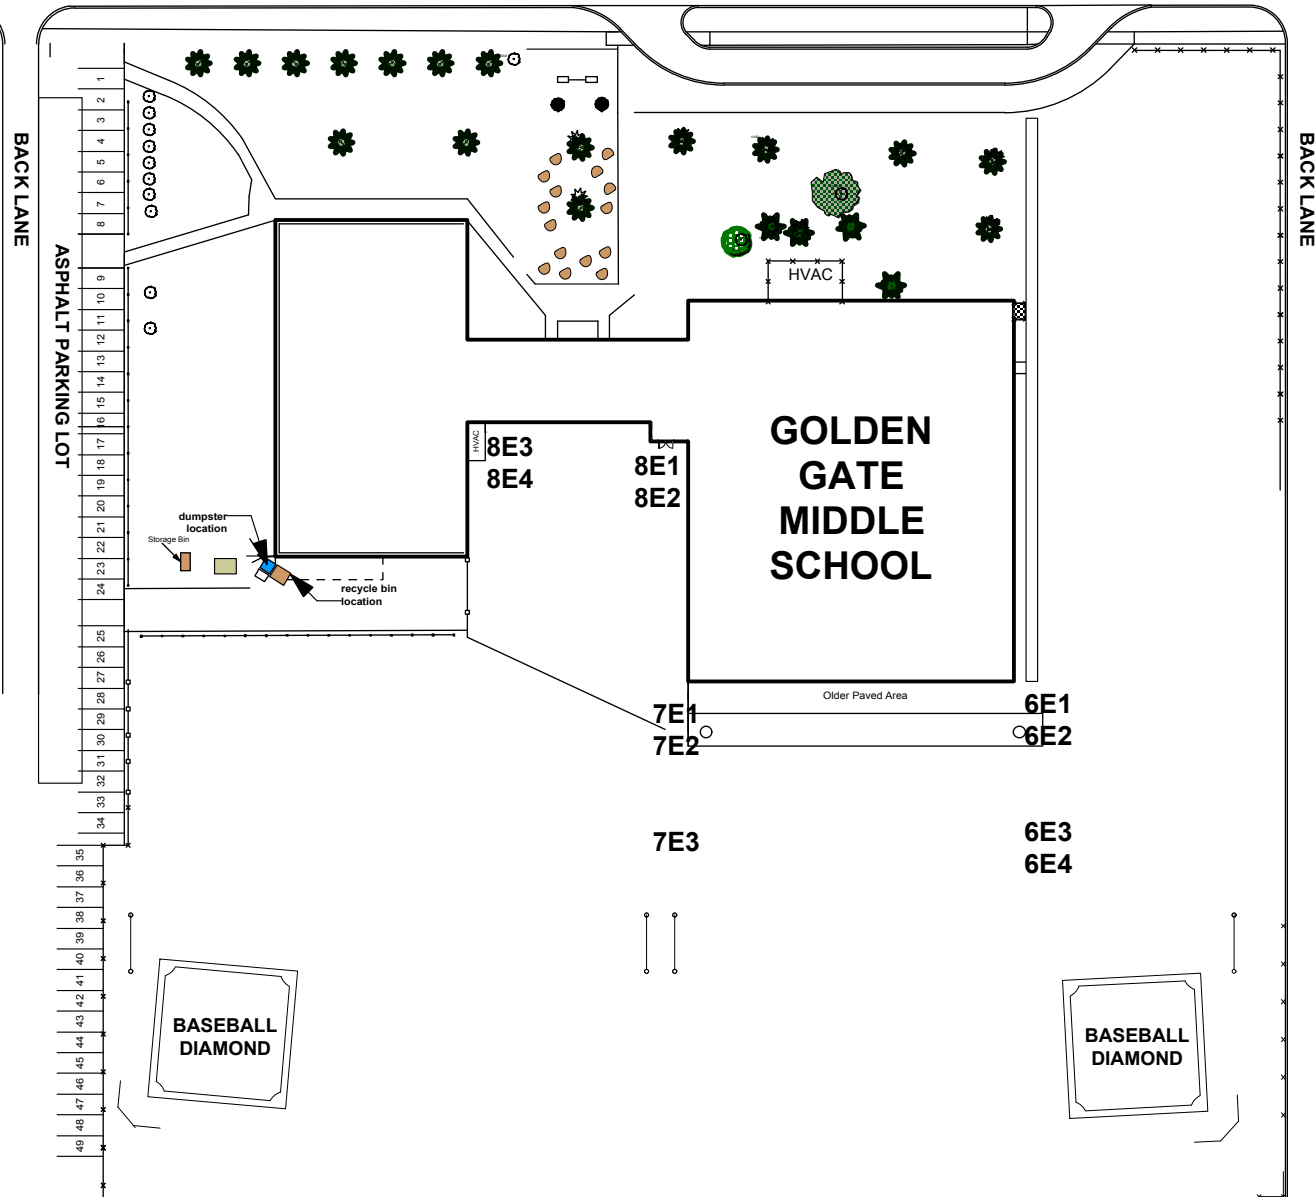 BACK LANE
ASPHALT PARKING LOT
BACK LANE
1
2
3
4
5
6
7
8
9
10
11
12
13
14
15
16
17
18
19
20
21
22
23
24
25
26
27
28
29
30
31
32
33
34
35
36
37
38
39
40
41
42
43
44
45
46
47
48
49
HVAC
GOLDEN
GATE
MIDDLE
SCHOOL
HVAC
8E3
8E4
8E1
8E2
dumpster
location
Storage Bin
recycle bin
location
Older Paved Area
7E1
7E2
6E1
6E2
7E3
6E3
6E4
BASEBALL
DIAMOND
BASEBALL
DIAMOND